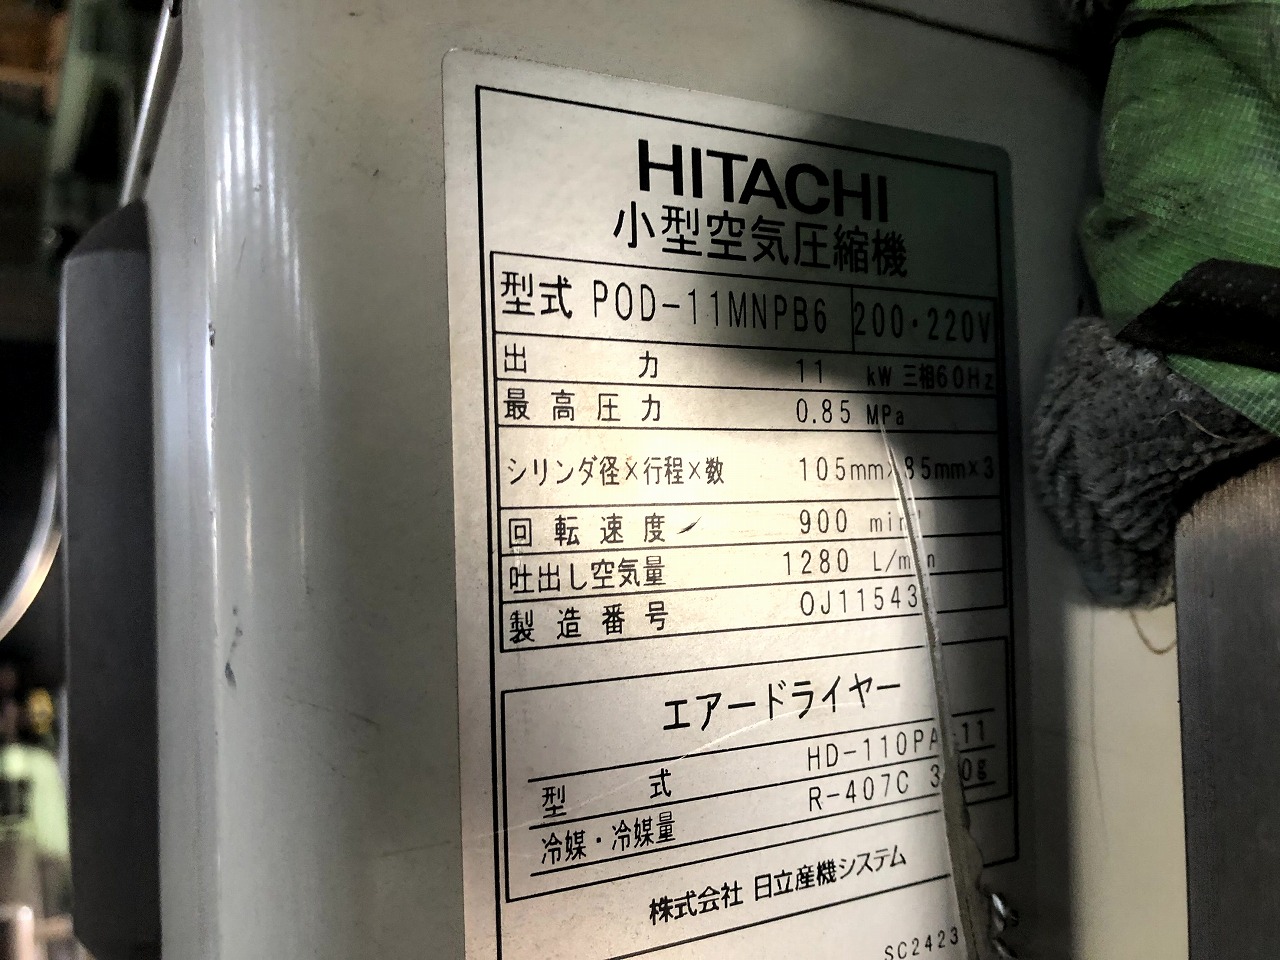 HITACHI
小型空気圧縮機
型式 POD-11MNPB6 200・220V
出力 11 kW 三相60Hz
最高圧力 0.85 MPa
シリンダ径×行程×数 105mm×85mm×3
回転速度 900 min
吐出し空気量 1280 L/min
製造番号
エアードライヤー
型式
冷媒・冷媒量 R-407C
株式会社 日立産機システム